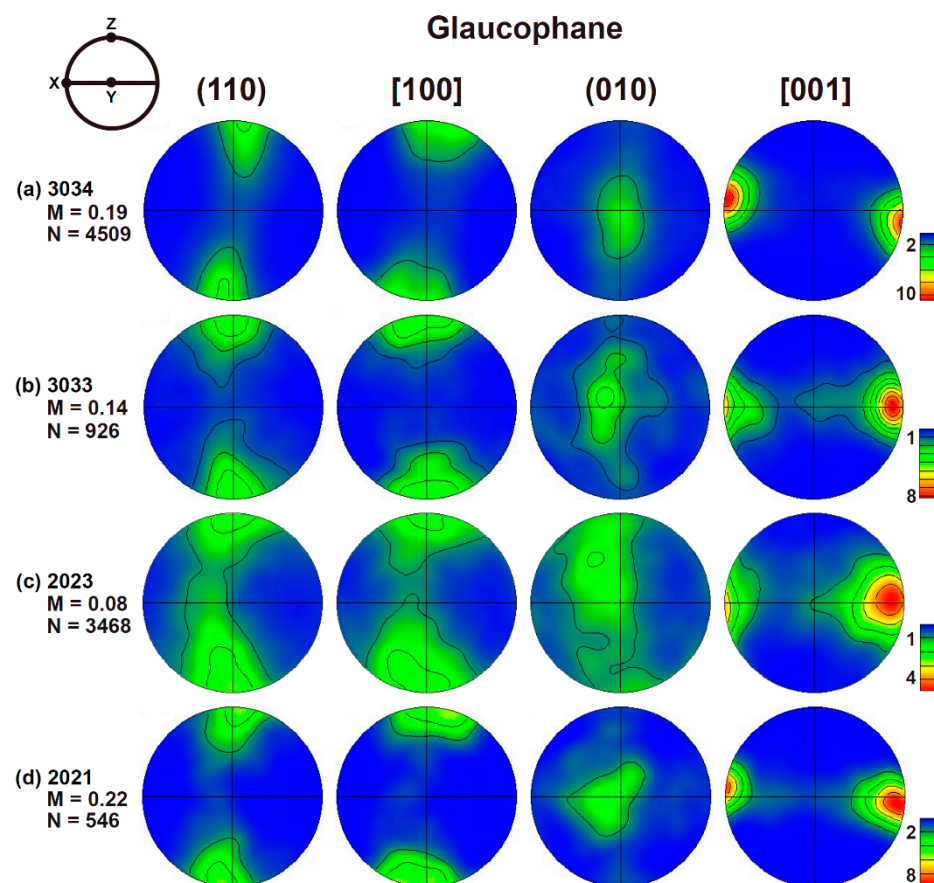 Glaucophane
Z
X
Y
(110) [100] (010) [001]
(a) 3034
M = 0.19
N = 4509
2
10
(b) 3033
M = 0.14
N = 926
1
8
(c) 2023
M = 0.08
N = 3468
1
4
(d) 2021
M = 0.22
N = 546
2
8